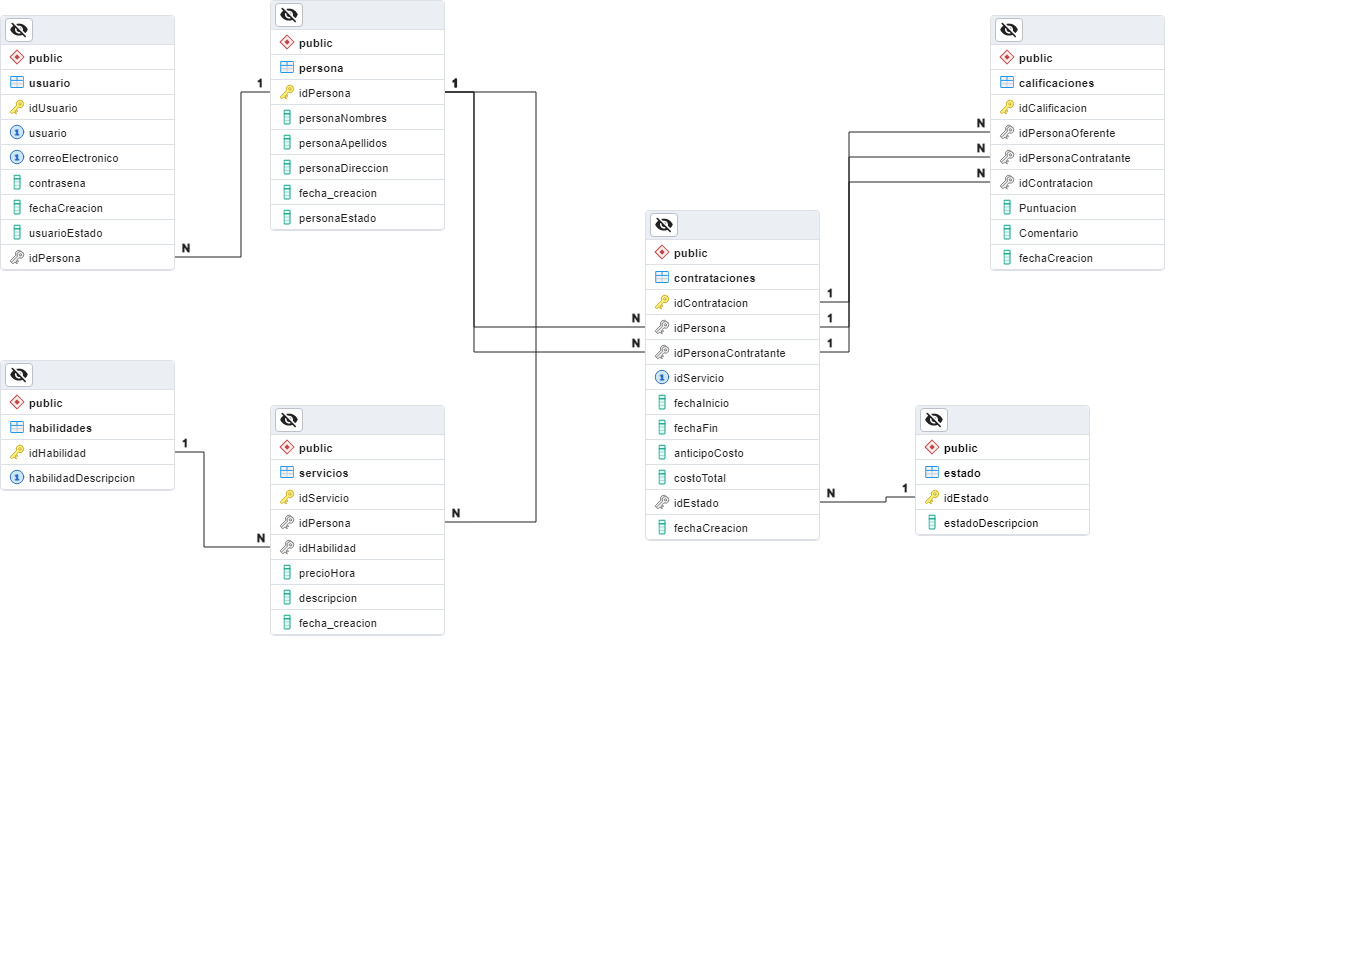 public
usuario
idUsuario
usuario
correoElectronico
contrasena
fechaCreacion
usuarioEstado
idPersona
N
1
public
persona
idPersona
personaNombres
personaApellidos
personaDireccion
fecha_creacion
personaEstado
1
public
habilidades
idHabilidad
habilidadDescripcion
1
N
public
servicios
idServicio
idPersona
idHabilidad
precioHora
descripcion
fecha_creacion
N
N
N
public
contrataciones
idContratacion
idPersona
idPersonaContratante
idServicio
fechaInicio
fechaFin
anticipoCosto
costoTotal
idEstado
fechaCreacion
1
1
1
N
1
public
estado
idEstado
estadoDescripcion
N
N
N
public
calificaciones
idCalificacion
idPersonaOferente
idPersonaContratante
idContratacion
Puntuacion
Comentario
fechaCreacion